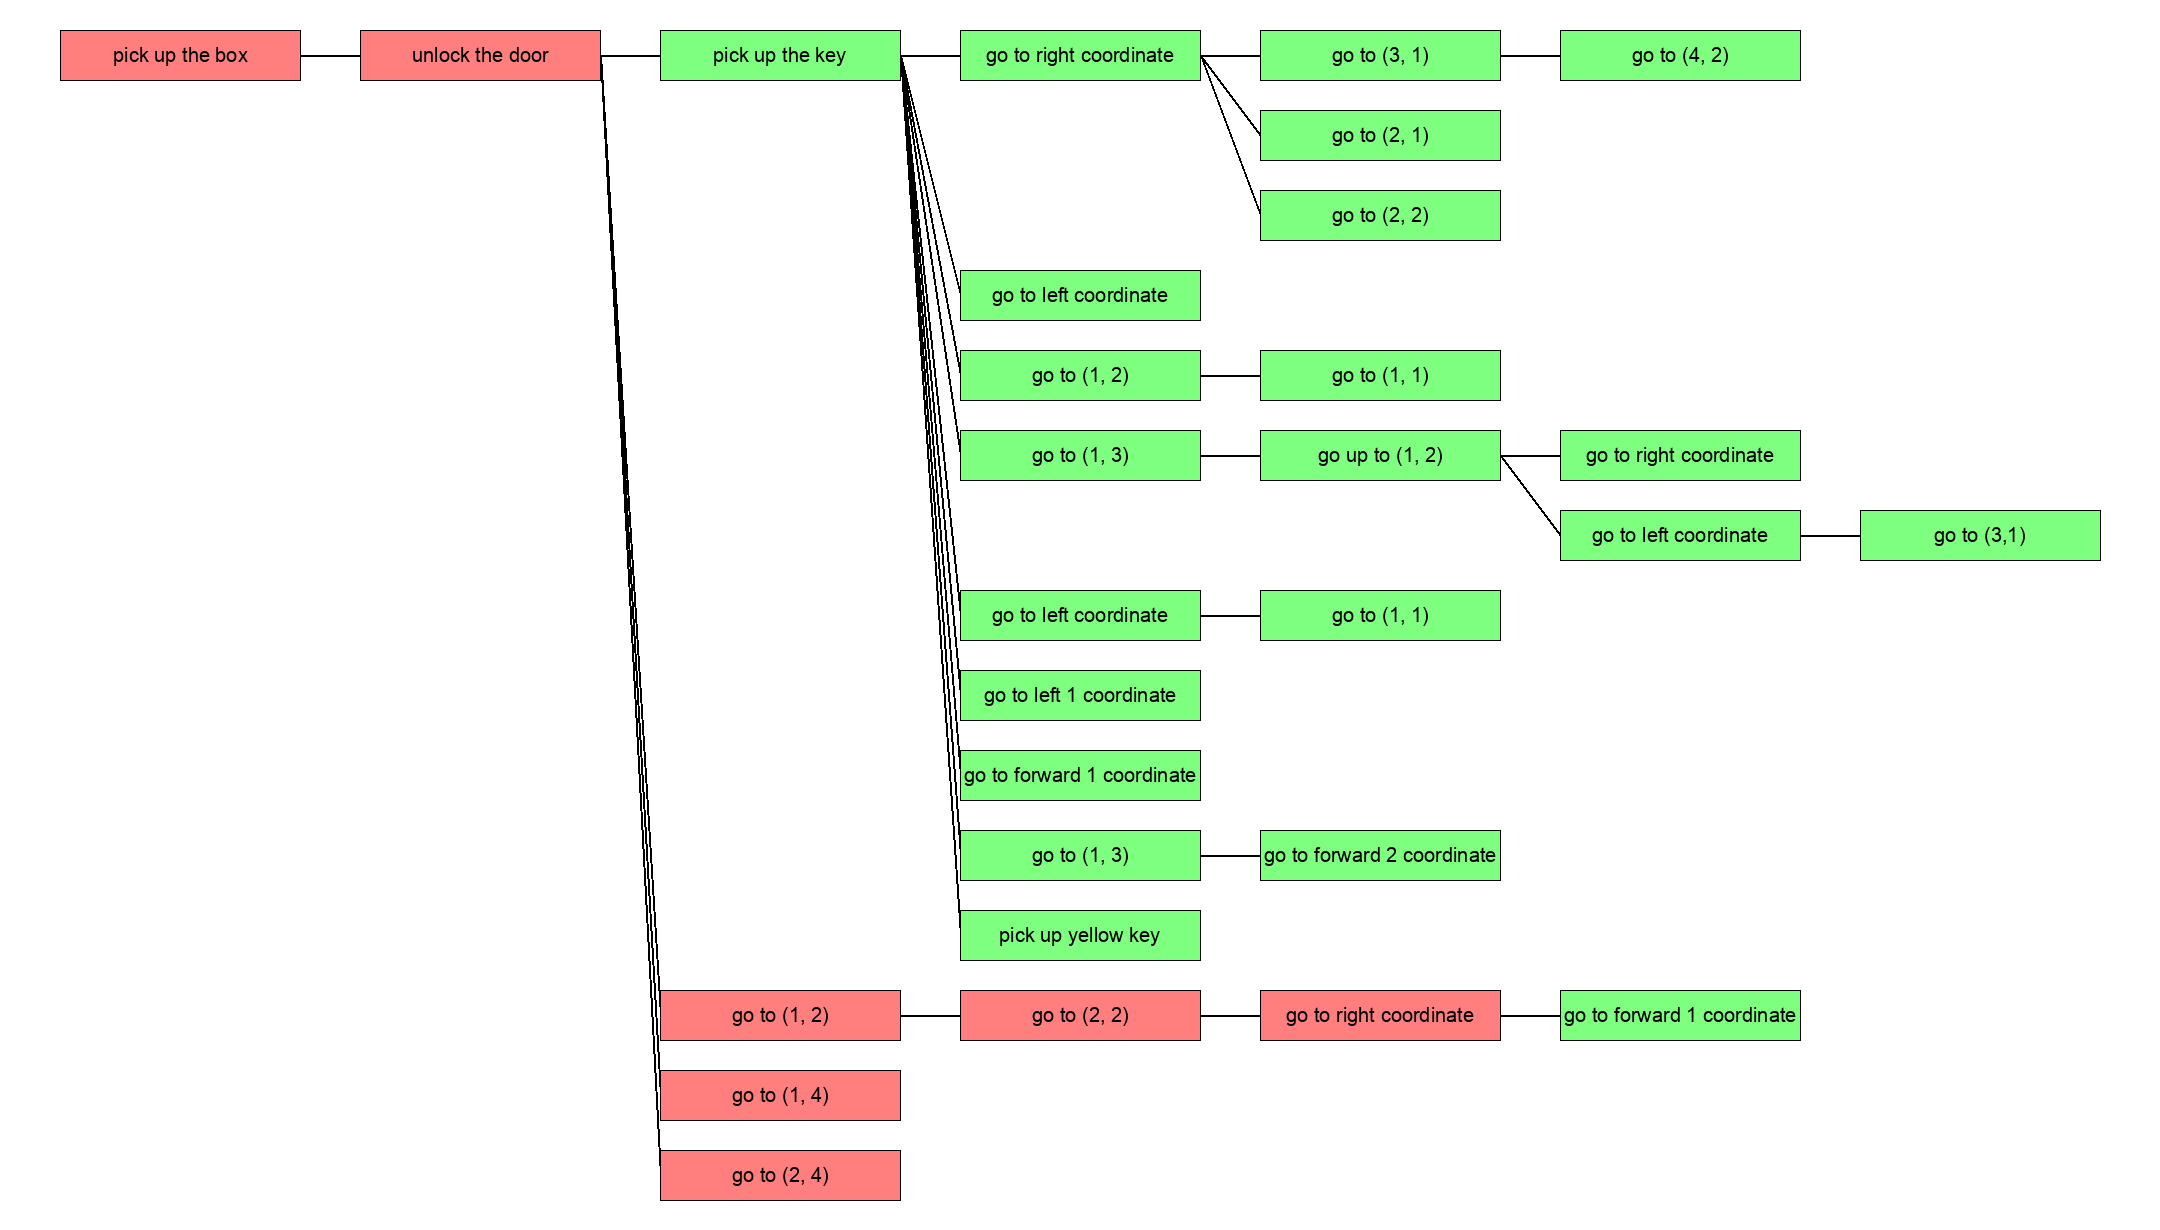 pick up the box
unlock the door
pick up the key
go to right coordinate
go to (3, 1)
go to (4, 2)
go to (2, 1)
go to (2, 2)
go to left coordinate
go to (1, 2)
go to (1, 1)
go to (1, 3)
go up to (1, 2)
go to right coordinate
go to left coordinate
go to (3,1)
go to left coordinate
go to (1, 1)
go to left 1 coordinate
go to forward 1 coordinate
go to (1, 3)
go to forward 2 coordinate
pick up yellow key
go to (1, 2)
go to (2, 2)
go to right coordinate
go to forward 1 coordinate
go to (1, 4)
go to (2, 4)